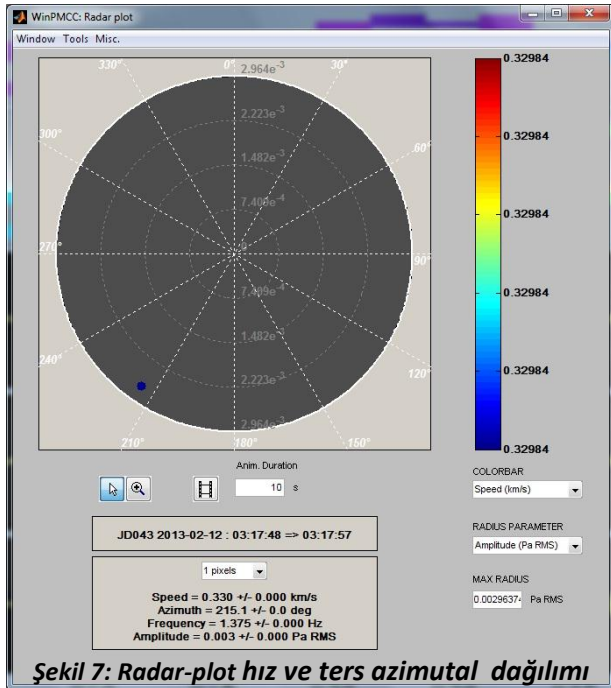 WinPMCC: Radar plot
Window Tools Misc.
330° 0° 30°
2.964e-3
2.223e-3
300° 60°
1.482e-3
7.409e-4
270° 0 90°
7.409e-4
1.482e-3
240° 120°
2.223e-3
2.964e-3
210° 180° 150°
0.32984
0.32984
0.32984
0.32984
0.32984
0.32984
Anim. Duration
10 s
COLORBAR
Speed (km/s)
RADIUS PARAMETER
Amplitude (Pa RMS)
MAX RADIUS
0.00296374 Pa RMS
JD043 2013-02-12 : 03:17:48 => 03:17:57
1 pixels
Speed = 0.330 +/- 0.000 km/s
Azimuth = 215.1 +/- 0.0 deg
Frequency = 1.375 +/- 0.000 Hz
Amplitude = 0.003 +/- 0.000 Pa RMS
Şekil 7: Radar-plot hız ve ters azimutal dağılımı